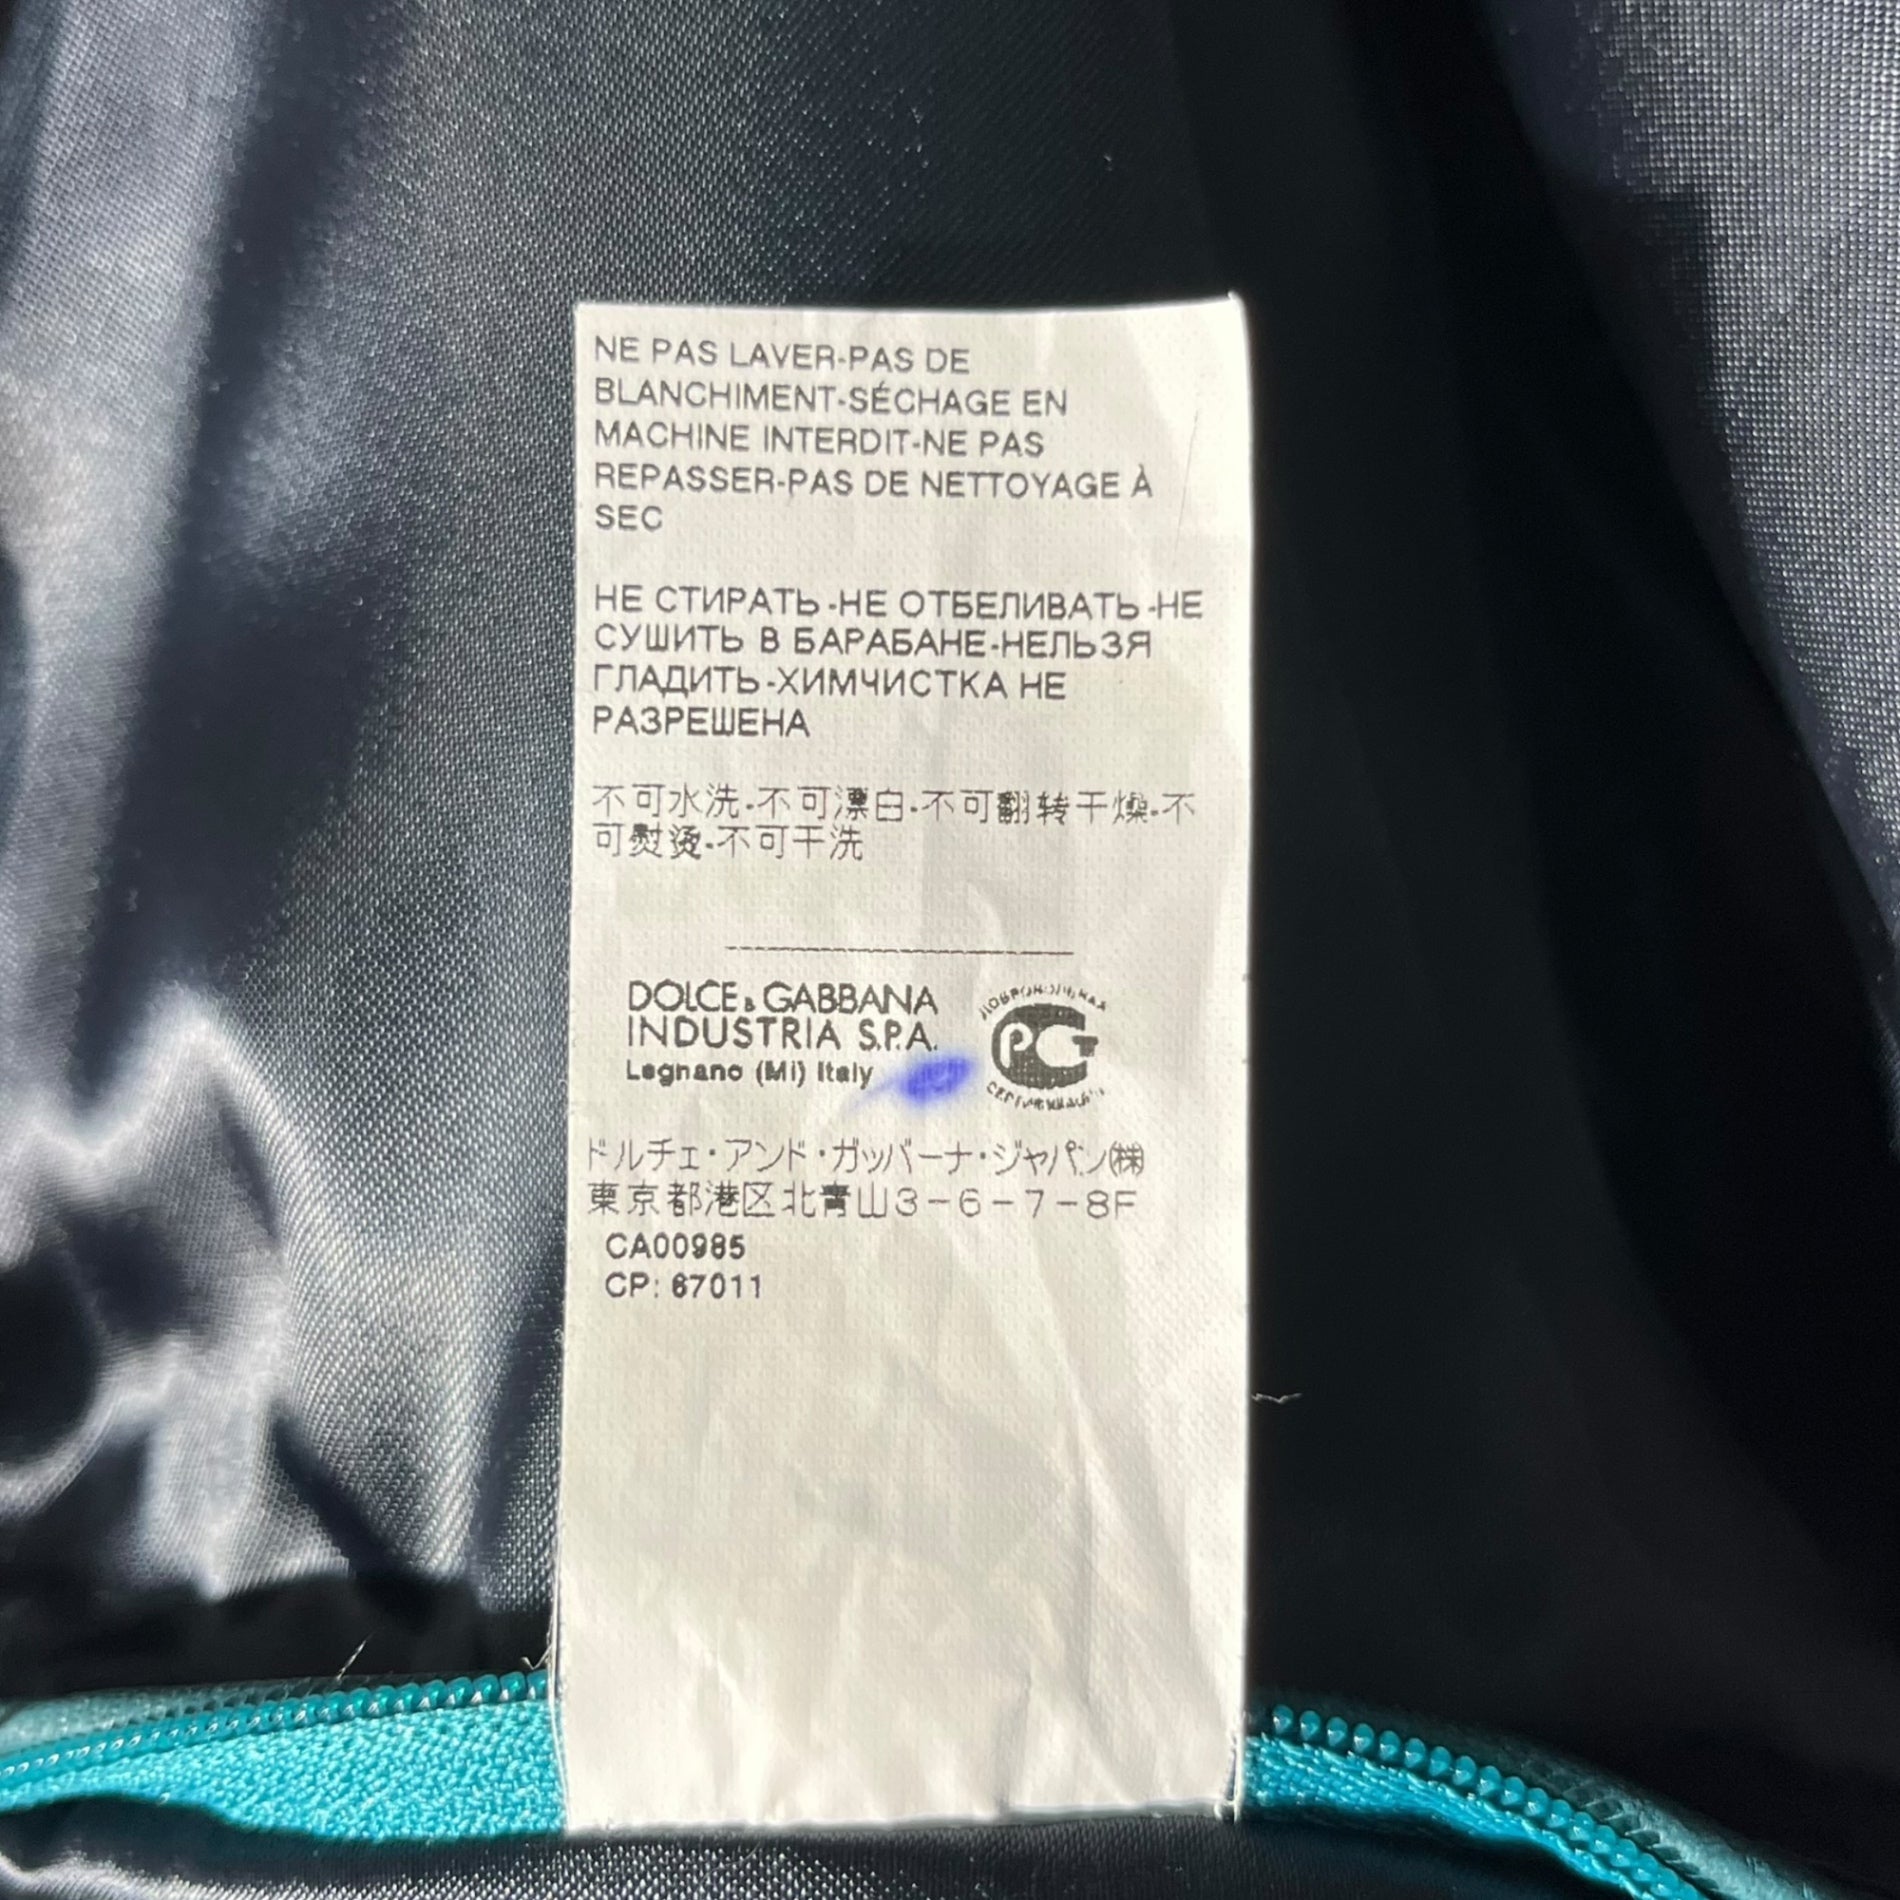 NE PAS LAVER-PAS DE
BLANCHIMENT-SÉCHAGE EN
MACHINE INTERDIT-NE PAS
REPASSER-PAS DE NETTOYAGE À
SEC
НЕ СТИРАТЬ-НЕ ОТБЕЛИВАТЬ-НЕ
СУШИТЬ В БАРАБАНЕ-НЕЛЬЗЯ
ГЛАДИТЬ-ХИМЧИСТКА НЕ
РАЗРЕШЕНА
不可水洗-不可漂白-不可翻转干燥-不
可熨烫-不可干洗
DOLCE & GABBANA
INDUSTRIA S.P.A.
Legnano (Mi) Italy
ДОБРОВОЛЬНАЯ
РСТ
ドルチェ・アンド・ガッバーナ・ジャパン㈱
東京都港区北青山3-6-7-8F
CA00985
CP: 67011